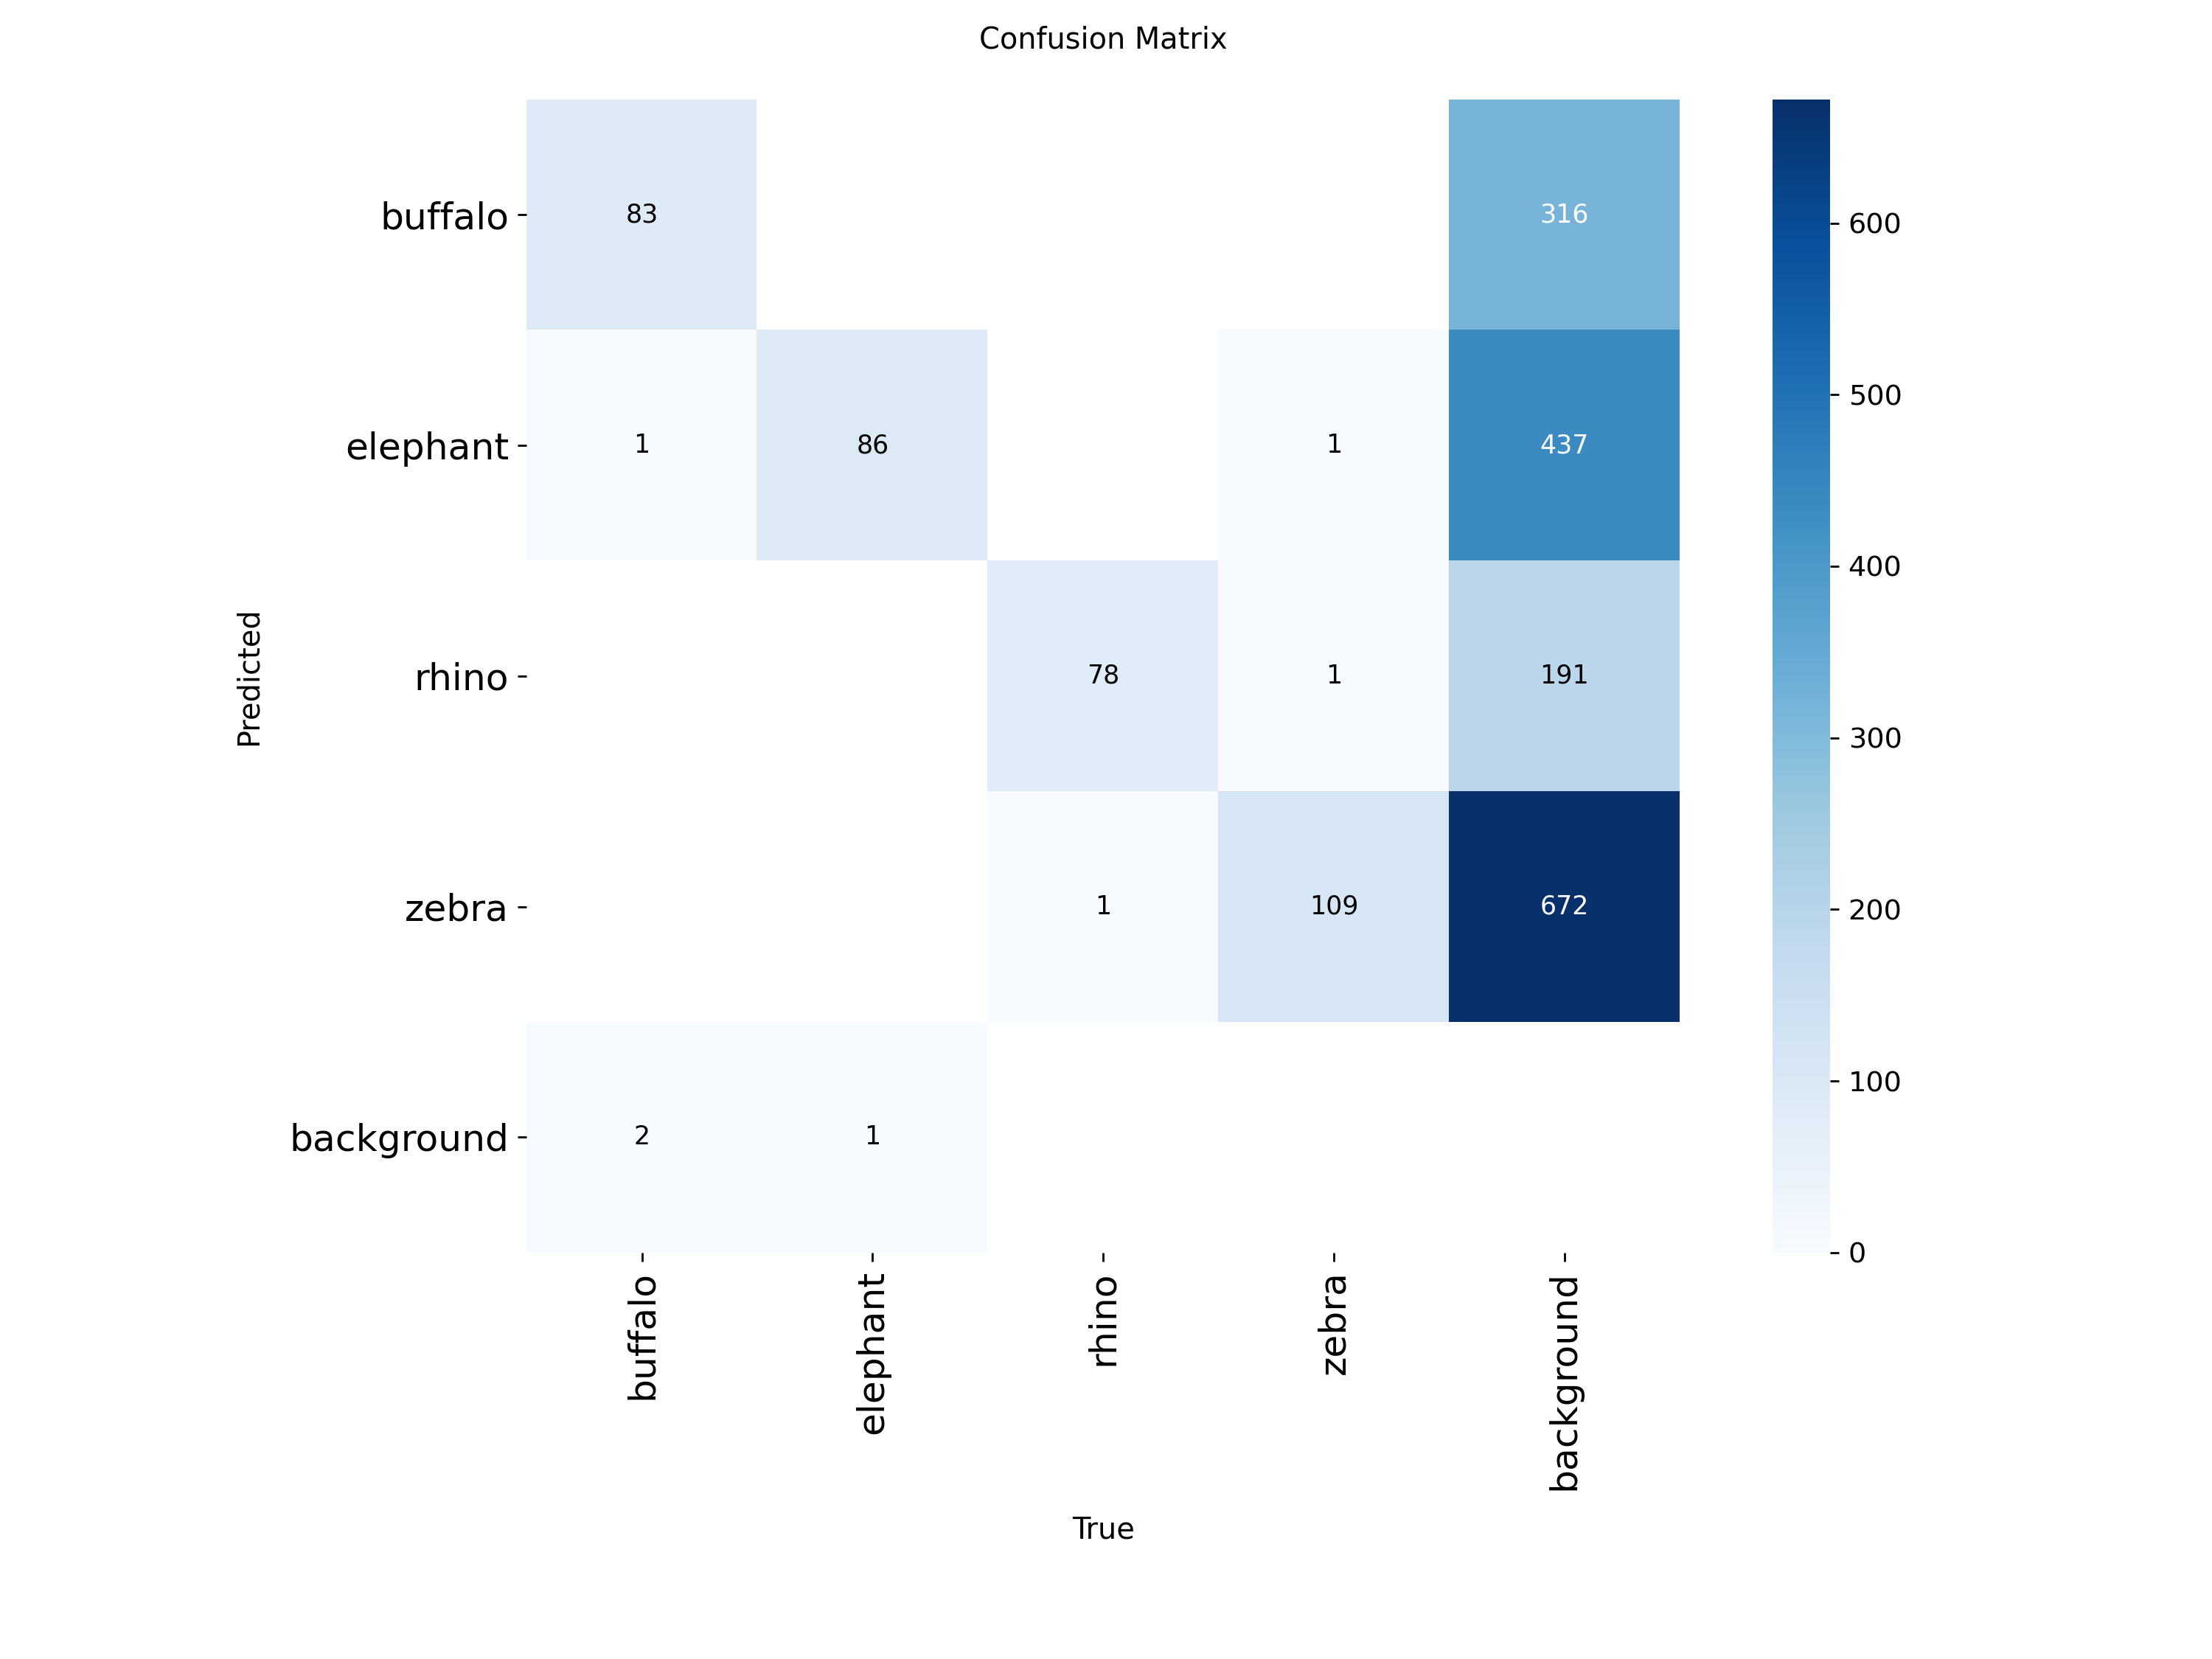 Confusion Matrix
Predicted
buffalo 83 316
elephant 1 86 1 437
rhino 78 1 191
zebra 1 109 672
background 2 1
buffalo
elephant
rhino
zebra
background
True
600
500
400
300
200
100
0